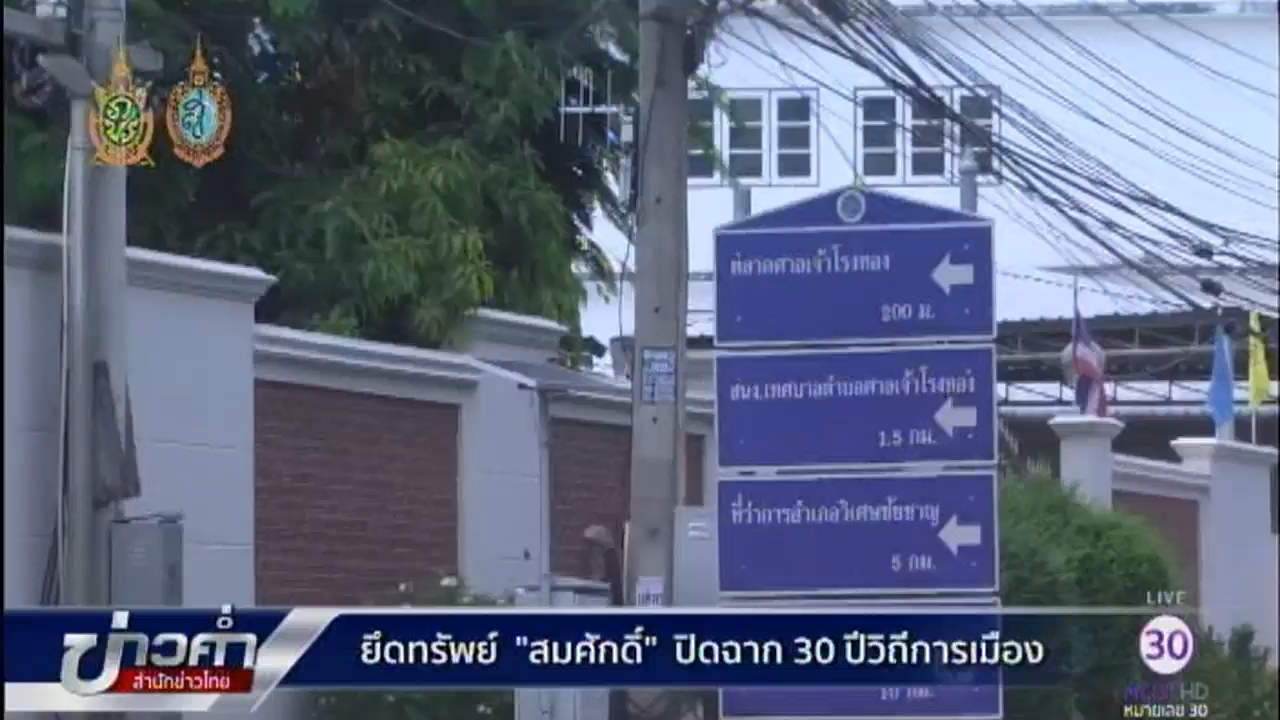 ตลาดศาลเจ้าโรงทอง
200 ม.
สนง.เทศบาลตำบลศาลเจ้าโรงทอง
1.5 กม.
ที่ว่าการอำเภอวิเศษชัยชาญ
5 กม.
10 กม.
LIVE
30
ข่าวค่ำ
สำนักข่าวไทย
ยึดทรัพย์ "สมศักดิ์" ปิดฉาก 30 ปีวิถีการเมือง
MCOT HD
หมายเลข 30